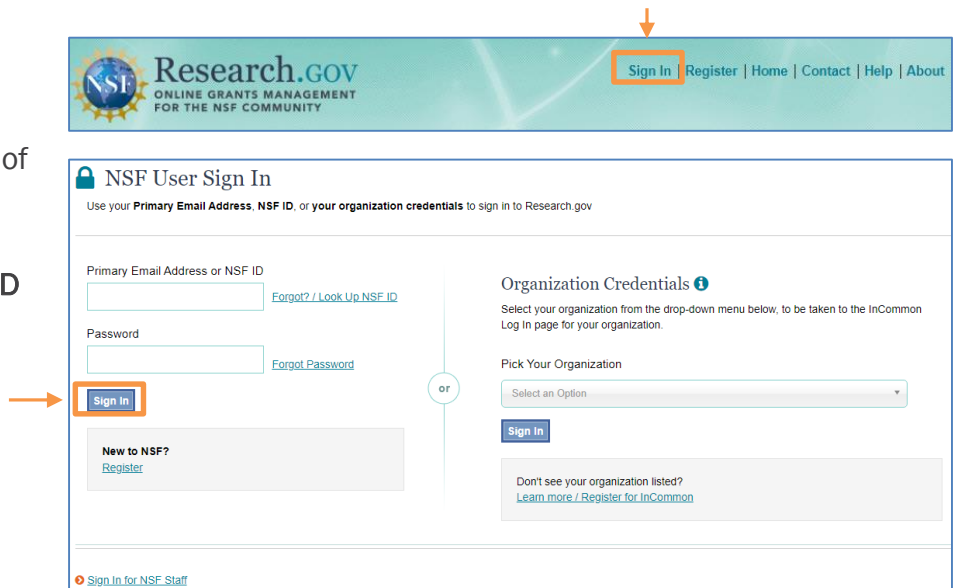 NSF
Research.GOV
ONLINE GRANTS MANAGEMENT
FOR THE NSF COMMUNITY
Sign In | Register | Home | Contact | Help | About
of
D
NSF User Sign In
Use your Primary Email Address, NSF ID, or your organization credentials to sign in to Research.gov
Primary Email Address or NSF ID
Forgot? / Look Up NSF ID
Password
Forgot Password
Sign In
New to NSF?
Register
or
Organization Credentials
Select your organization from the drop-down menu below, to be taken to the InCommon
Log In page for your organization.
Pick Your Organization
Select an Option
Sign In
Don't see your organization listed?
Learn more / Register for InCommon
Sign In for NSF Staff